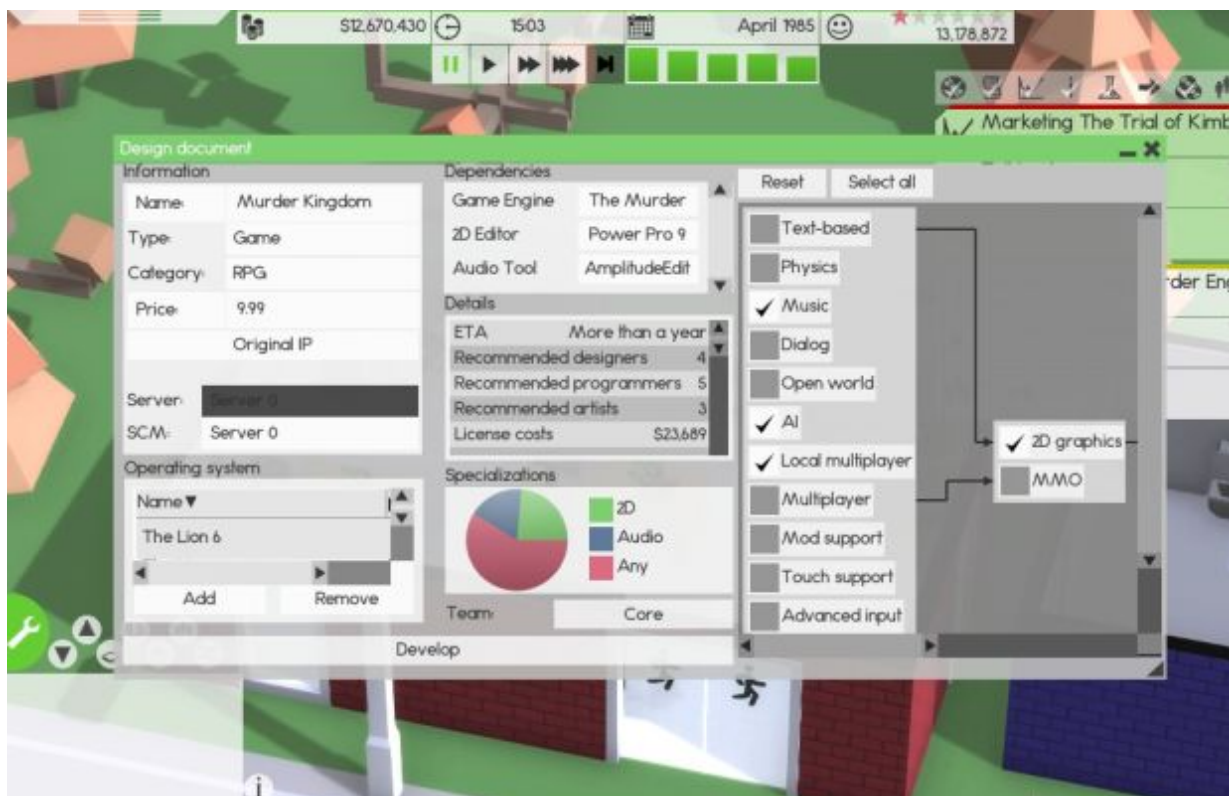 $12,670,430
15:03
April 1985
13,178,872
Marketing The Trial of Kimb
Design document
Information
Name: Murder Kingdom
Type: Game
Category: RPG
Price: 9.99
Original IP
Server: Server 0
SCM: Server 0
Operating system
Name▼
The Lion 6
Add Remove
Dependencies
Game Engine The Murder
2D Editor Power Pro 9
Audio Tool AmplitudeEdit
Details
ETA More than a year
Recommended designers 4
Recommended programmers 5
Recommended artists 3
License costs $23,689
Specializations
2D
Audio
Any
Team: Core
Develop
Reset Select all
Text-based
Physics
Music
Dialog
Open world
AI
Local multiplayer
Multiplayer
Mod support
Touch support
Advanced input
2D graphics
MMO
rder Eng